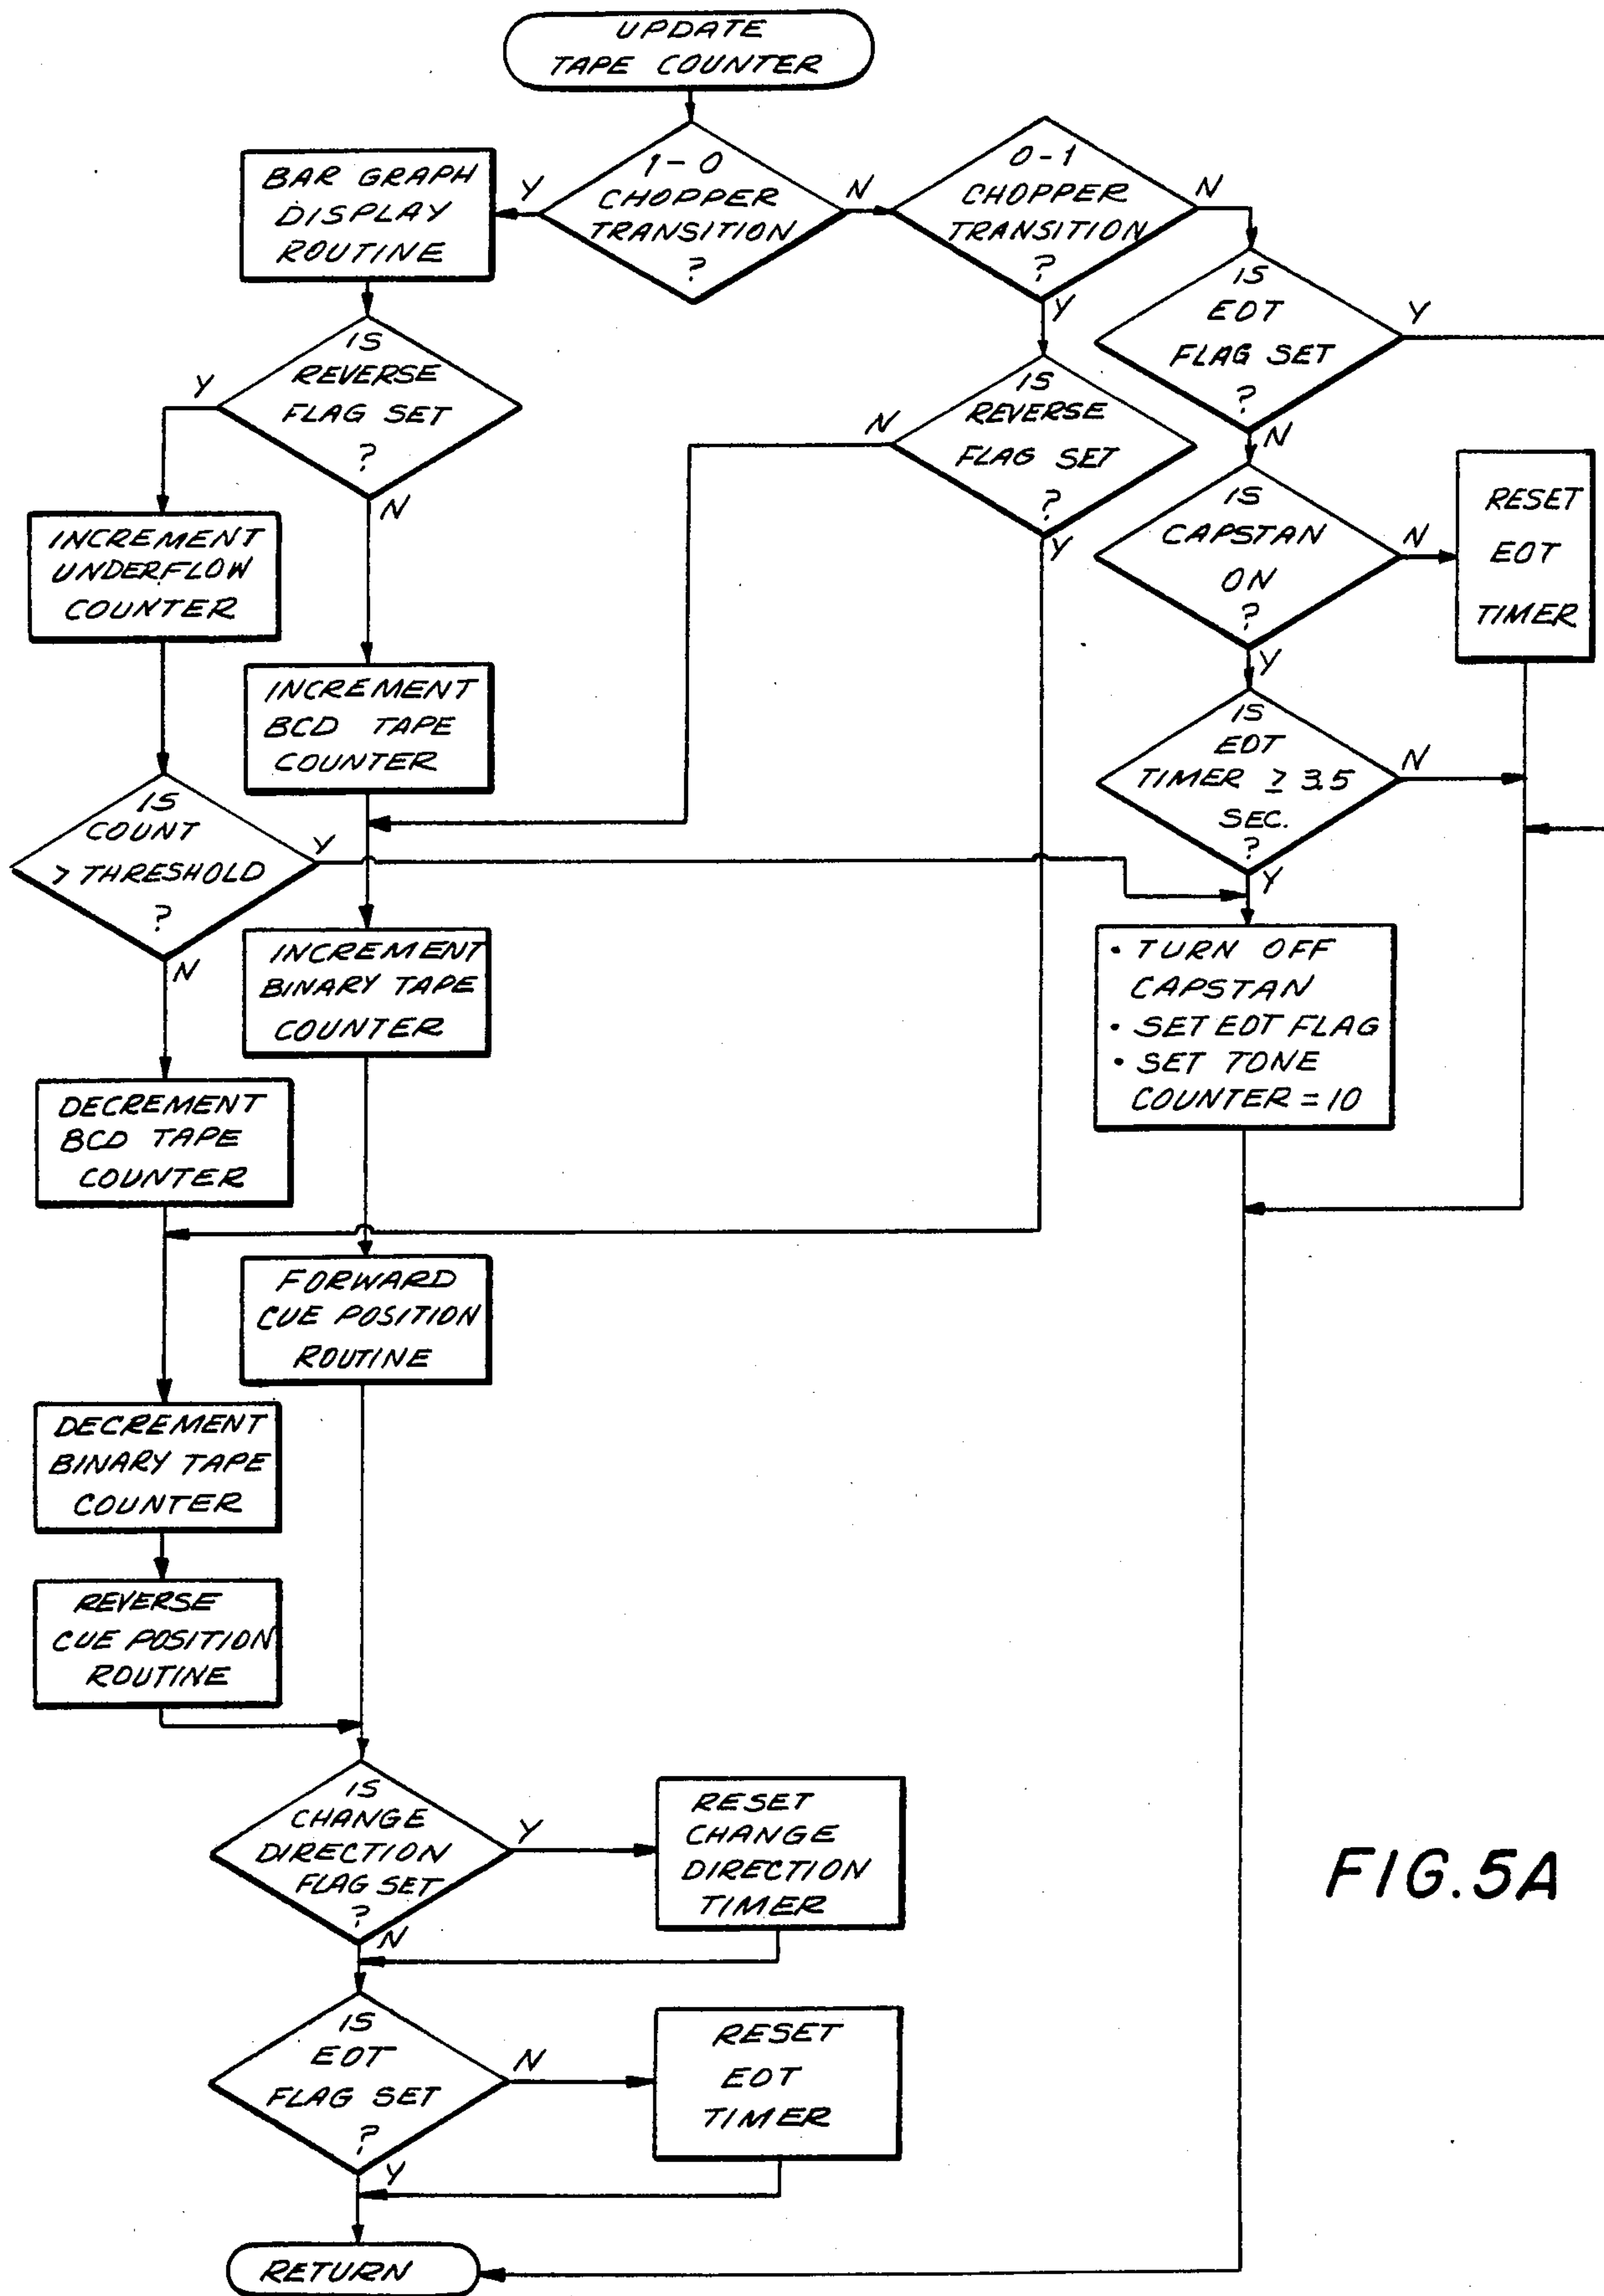 UPDATE
TAPE COUNTER
1-0
CHOPPER
TRANSITION
?
Y
N
0-1
CHOPPER
TRANSITION
?
N
Y
BAR GRAPH
DISPLAY
ROUTINE
IS
EOT
FLAG SET
?
Y
N
IS
REVERSE
FLAG SET
?
Y
N
IS
REVERSE
FLAG SET
?
N
Y
IS
CAPSTAN
ON
?
N
Y
RESET
EOT
TIMER
INCREMENT
UNDERFLOW
COUNTER
INCREMENT
BCD TAPE
COUNTER
IS
EOT
TIMER ≥ 3.5
SEC.
?
N
Y
IS
COUNT
> THRESHOLD
?
Y
N
INCREMENT
BINARY TAPE
COUNTER
• TURN OFF
CAPSTAN
• SET EOT FLAG
• SET TONE
COUNTER = 10
DECREMENT
BCD TAPE
COUNTER
FORWARD
CUE POSITION
ROUTINE
DECREMENT
BINARY TAPE
COUNTER
REVERSE
CUE POSITION
ROUTINE
IS
CHANGE
DIRECTION
FLAG SET
?
Y
N
RESET
CHANGE
DIRECTION
TIMER
FIG.5A
IS
EOT
FLAG SET
?
N
Y
RESET
EOT
TIMER
RETURN